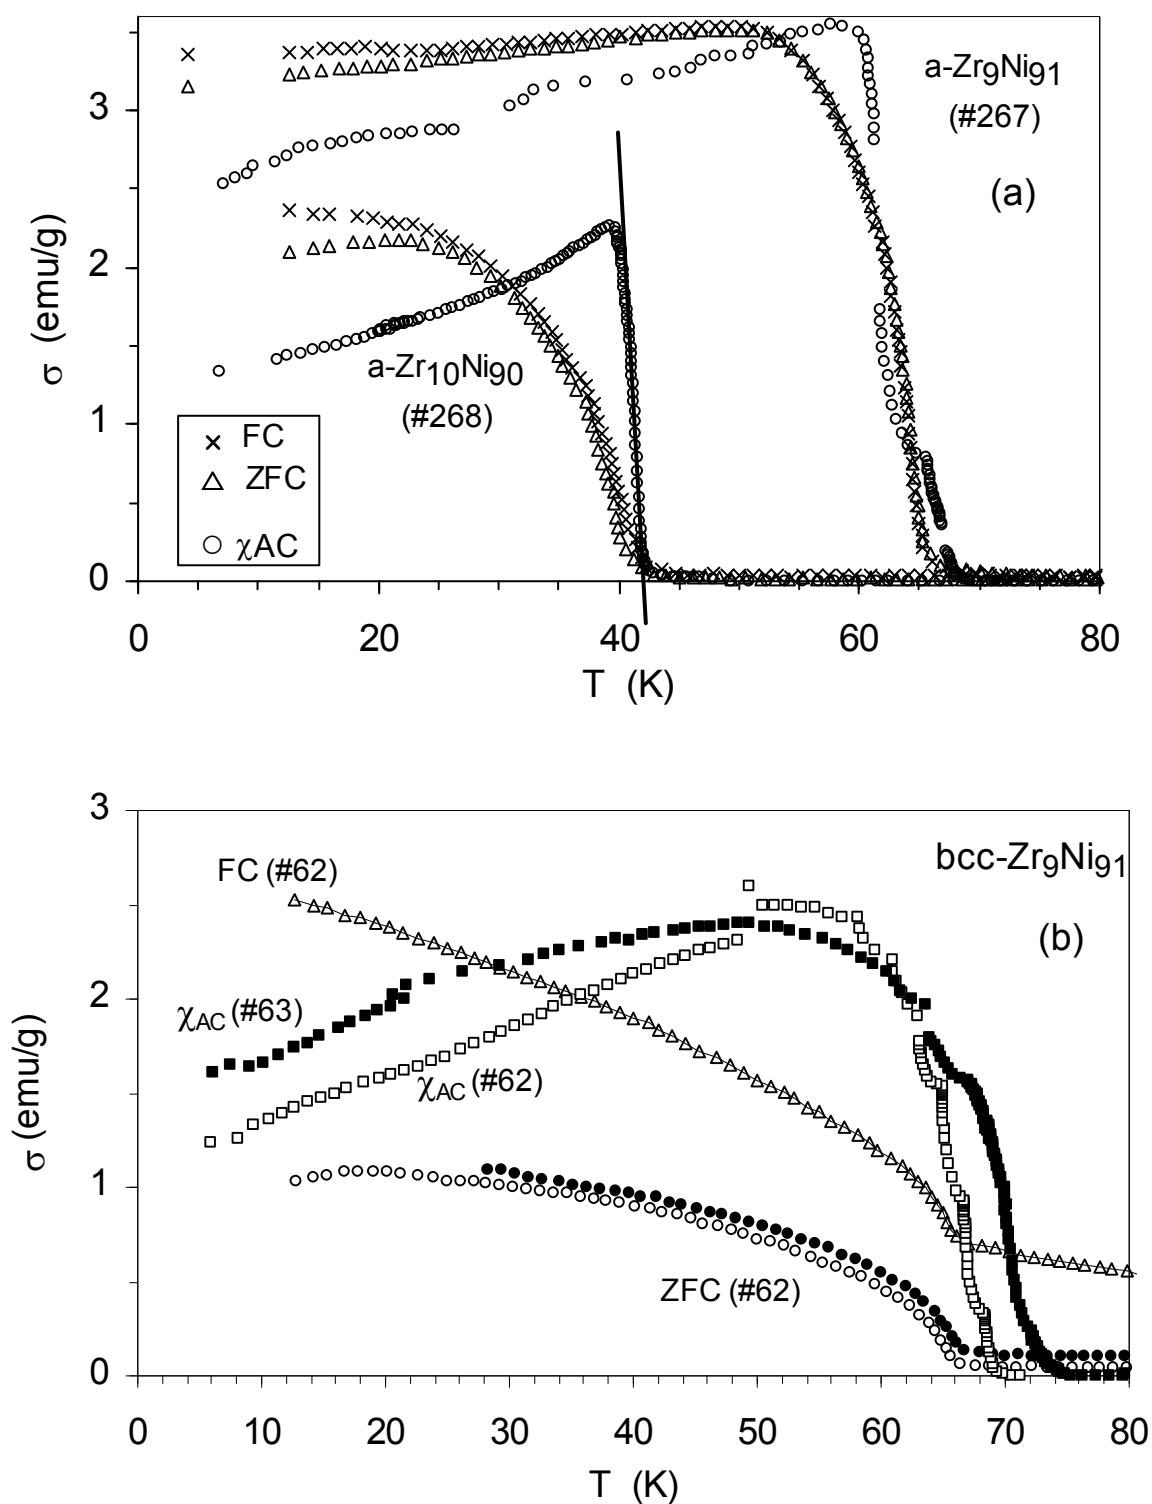 3
2
1
0
σ (emu/g)
a-Zr9Ni91
(#267)
(a)
a-Zr10Ni90
(#268)
FC
ZFC
χAC
0 20 40 60 80
T (K)
3
2
1
0
σ (emu/g)
bcc-Zr9Ni91
(b)
FC (#62)
χAC (#63)
χAC (#62)
ZFC (#62)
0 10 20 30 40 50 60 70 80
T (K)